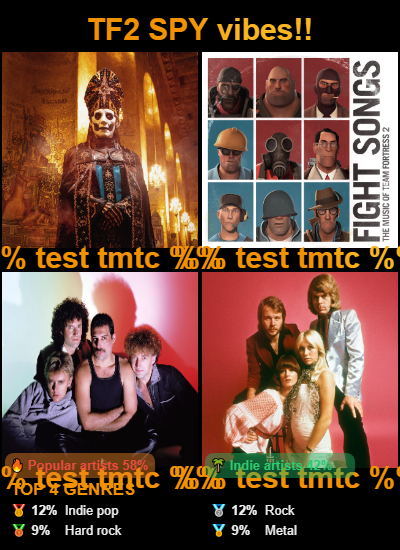 TF2 SPY vibes!!
FIGHT SONGS
THE MUSIC OF TEAM FORTRESS 2
% test tmtc %
%% test tmtc %%
🔥 Popular artists 58%
🌴 Indie artists 42%
% test tmtc %
%% test tmtc %%
TOP 4 GENRES
🥇 12% Indie pop
🥈 12% Rock
🥉 9% Hard rock
🏅 9% Metal